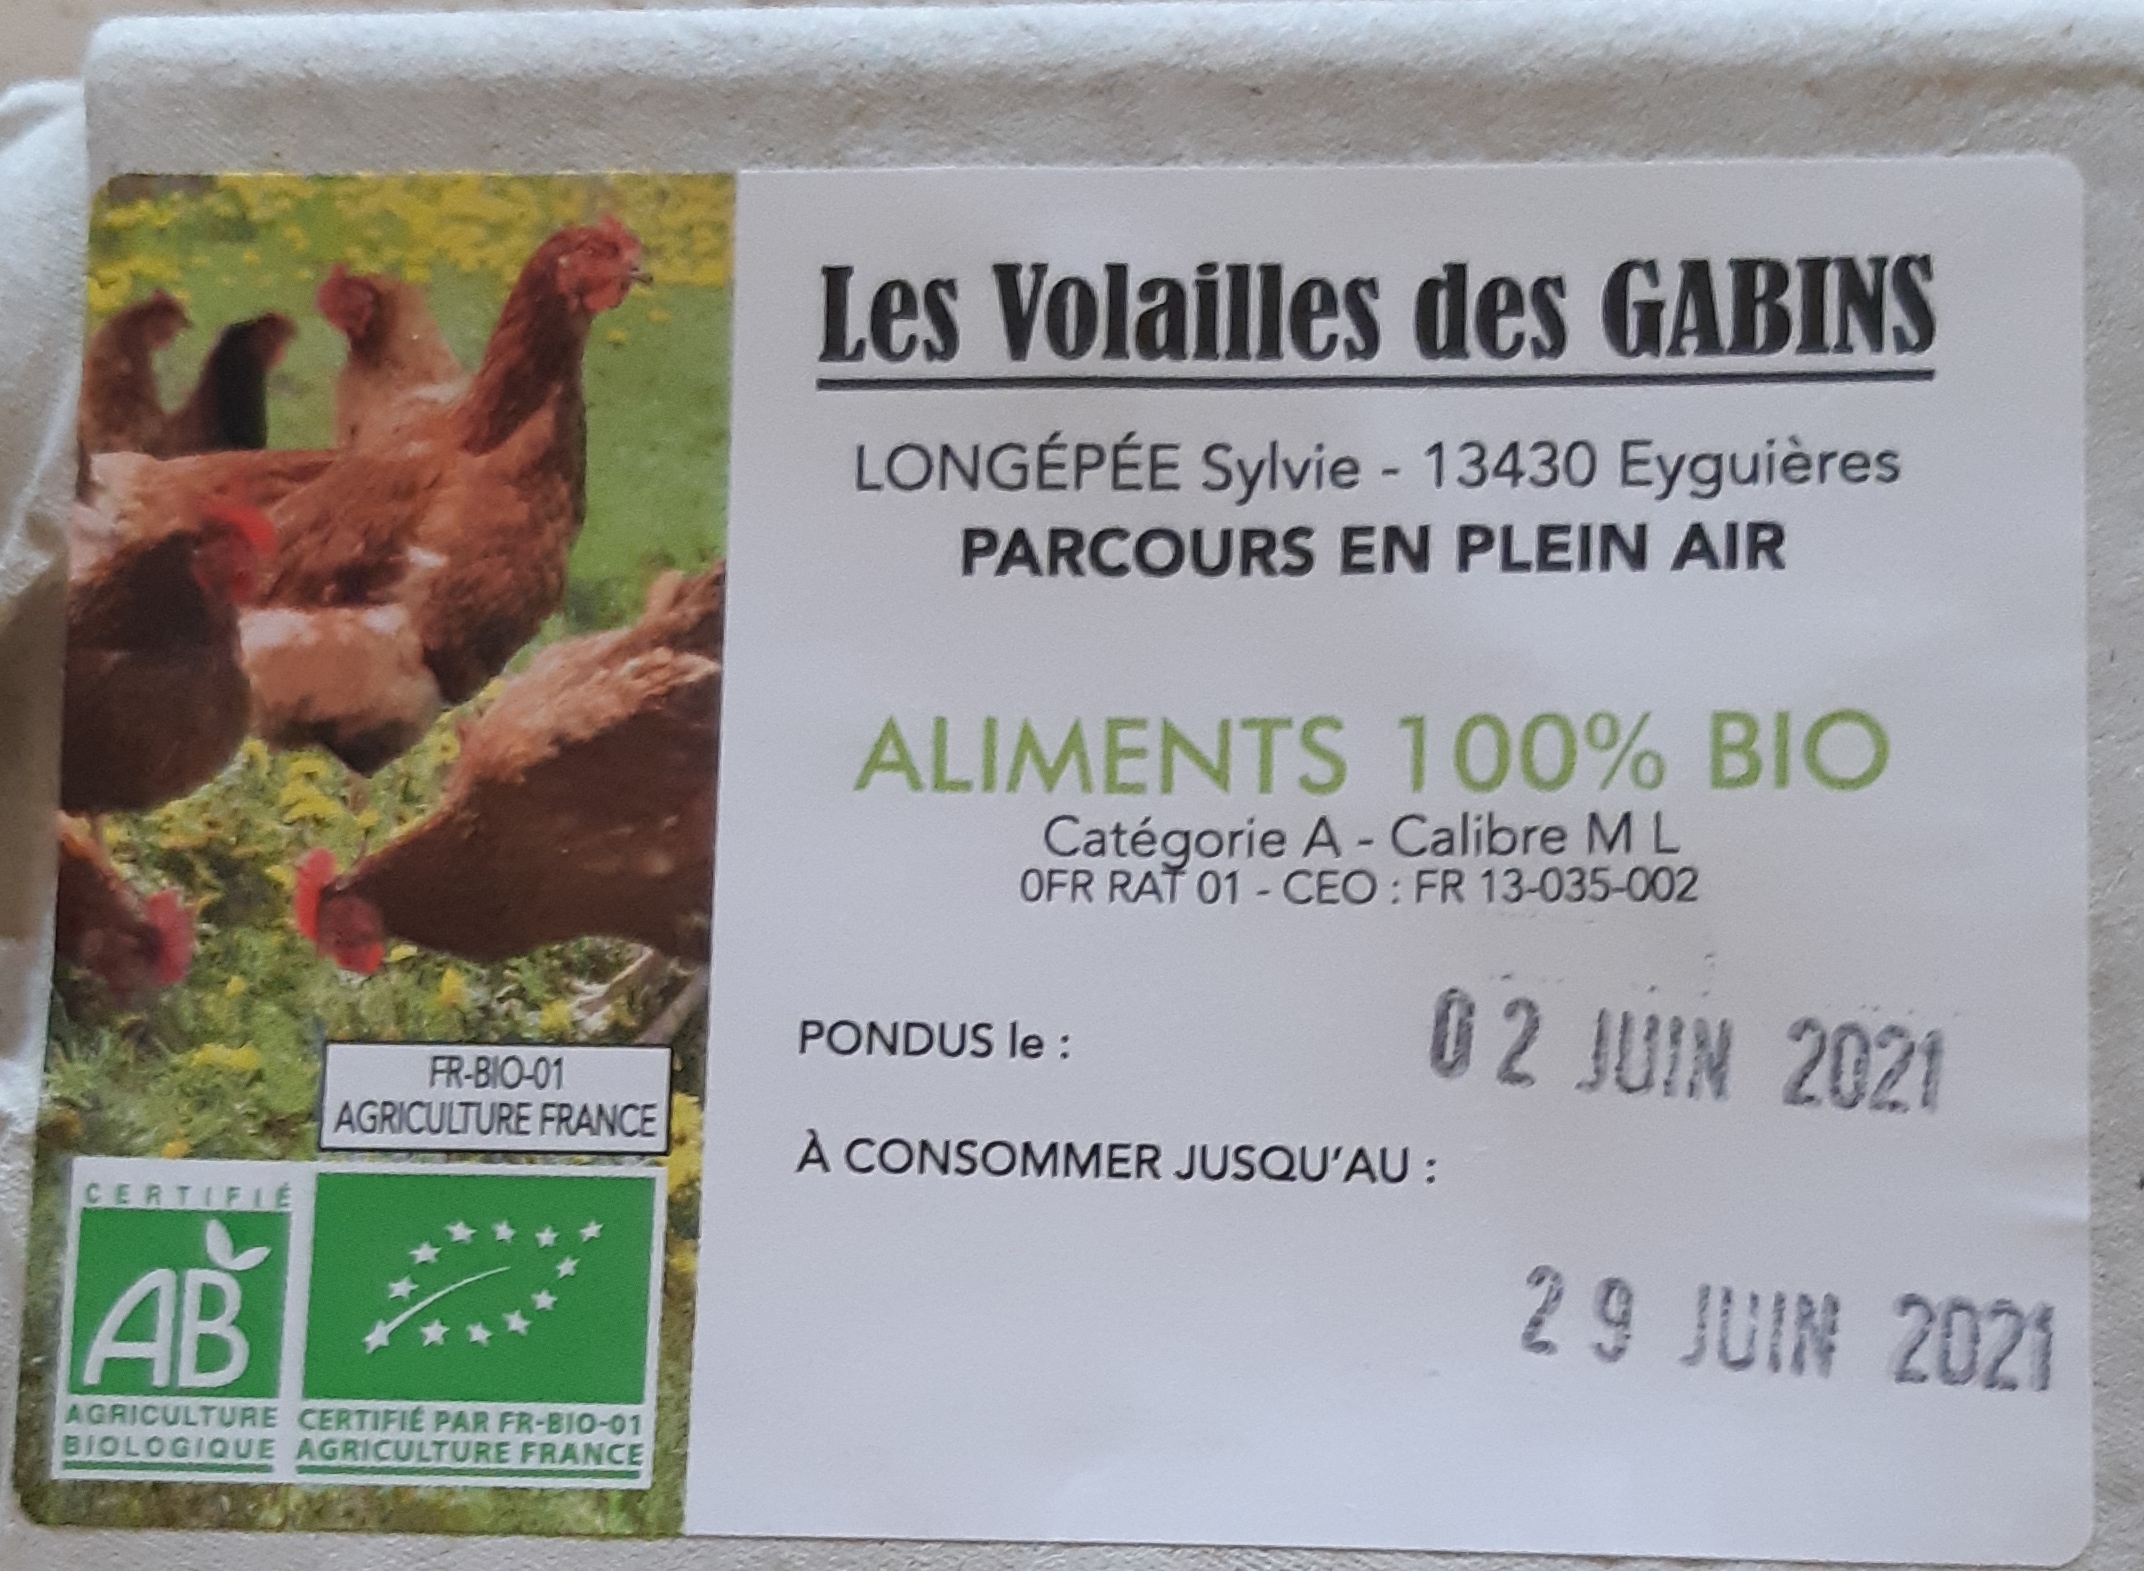 Les Volailles des GABINS
LONGÉPÉE Sylvie - 13430 Eyguières
PARCOURS EN PLEIN AIR
ALIMENTS 100% BIO
Catégorie A - Calibre M L
0FR RAT 01 - CEO : FR 13-035-002
PONDUS le : 02 JUIN 2021
À CONSOMMER JUSQU'AU :
29 JUIN 2021
FR-BIO-01
AGRICULTURE FRANCE
CERTIFIÉ
AB
AGRICULTURE
BIOLOGIQUE
CERTIFIÉ PAR FR-BIO-01
AGRICULTURE FRANCE